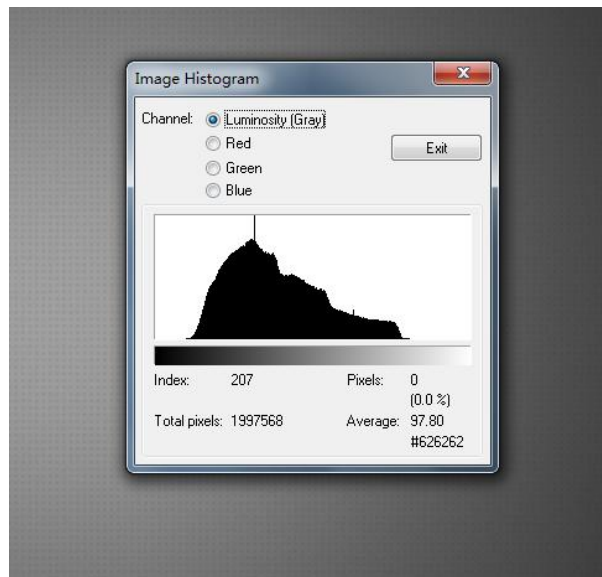 Image Histogram
Channel: Luminosity (Gray)
Red
Exit
Green
Blue
Index: 207 Pixels: 0
(0.0 %)
Total pixels: 1997568 Average: 97.80
#626262